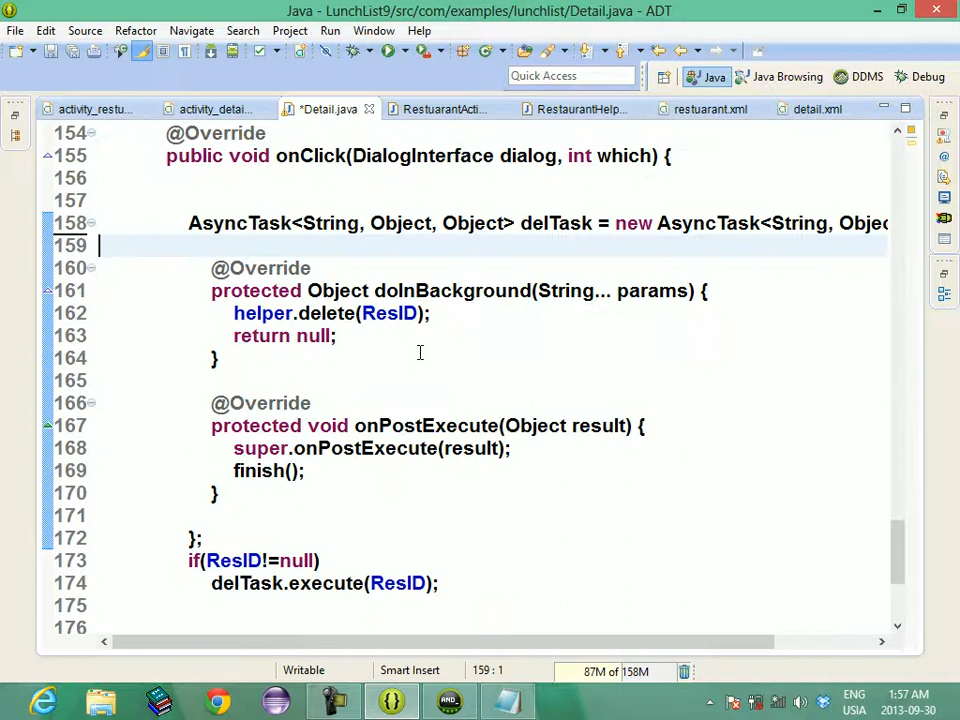 Java - LunchList9/src/com/examples/lunchlist/Detail.java - ADT
File Edit Source Refactor Navigate Search Project Run Window Help
Quick Access
Java Java Browsing DDMS Debug
activity_restu... activity_detai... *Detail.java RestuarantActi... RestaurantHelp... restuarant.xml detail.xml
154 @Override
155 public void onClick(DialogInterface dialog, int which) {
156
157
158 AsyncTask<String, Object, Object> delTask = new AsyncTask<String, Objec
159
160 @Override
161 protected Object doInBackground(String... params) {
162 helper.delete(ResID);
163 return null;
164 }
165
166 @Override
167 protected void onPostExecute(Object result) {
168 super.onPostExecute(result);
169 finish();
170 }
171
172 };
173 if(ResID!=null)
174 delTask.execute(ResID);
175
176
Writable Smart Insert 159 : 1 87M of 158M
ENG 1:57 AM
USIA 2013-09-30